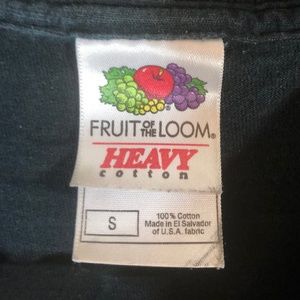 FRUIT OF THE LOOM®
HEAVY
cotton
S
100% Cotton
Made in El Salvador
of U.S.A. fabric